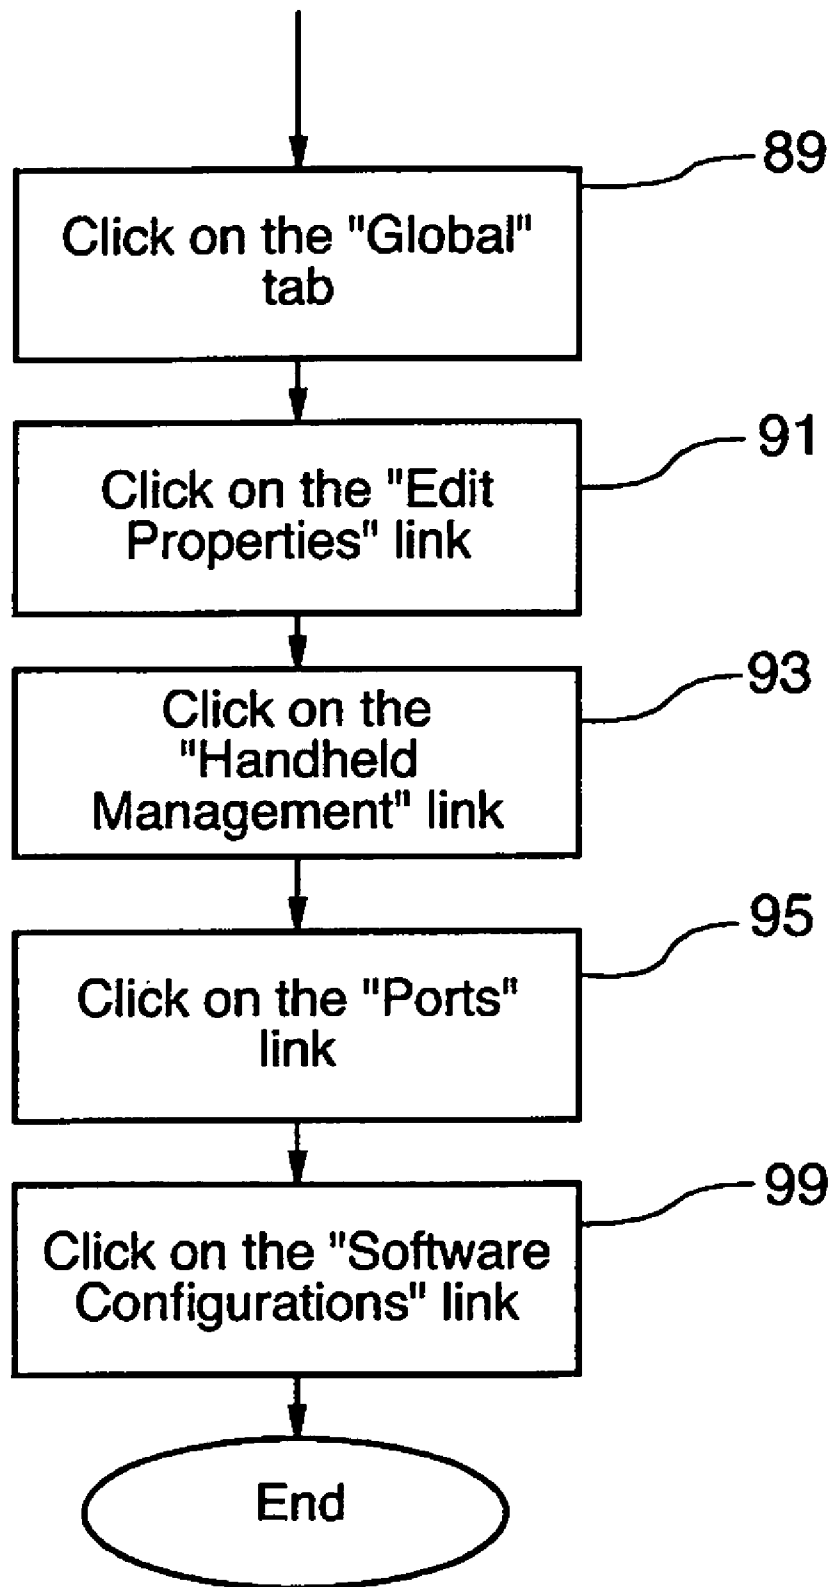 89
Click on the "Global"
tab
91
Click on the "Edit
Properties" link
93
Click on the
"Handheld
Management" link
95
Click on the "Ports"
link
99
Click on the "Software
Configurations" link
End